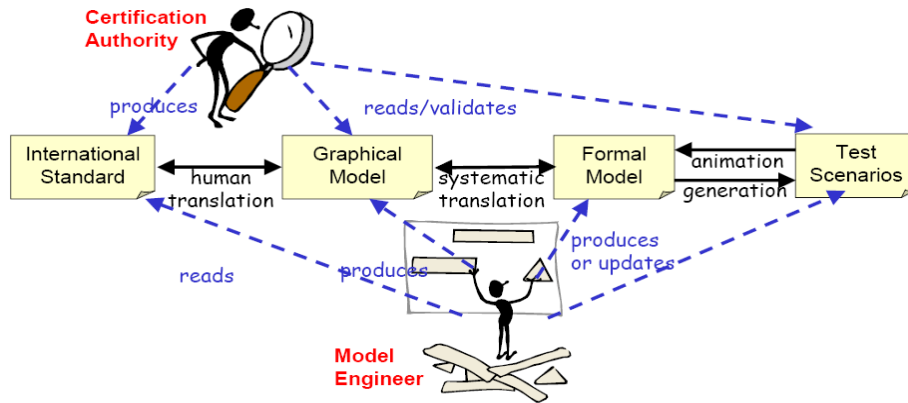 Certification
Authority
produces
reads/validates
International
Standard
Graphical
Model
Formal
Model
Test
Scenarios
human
translation
systematic
translation
animation
generation
reads
produces
produces
or updates
Model
Engineer